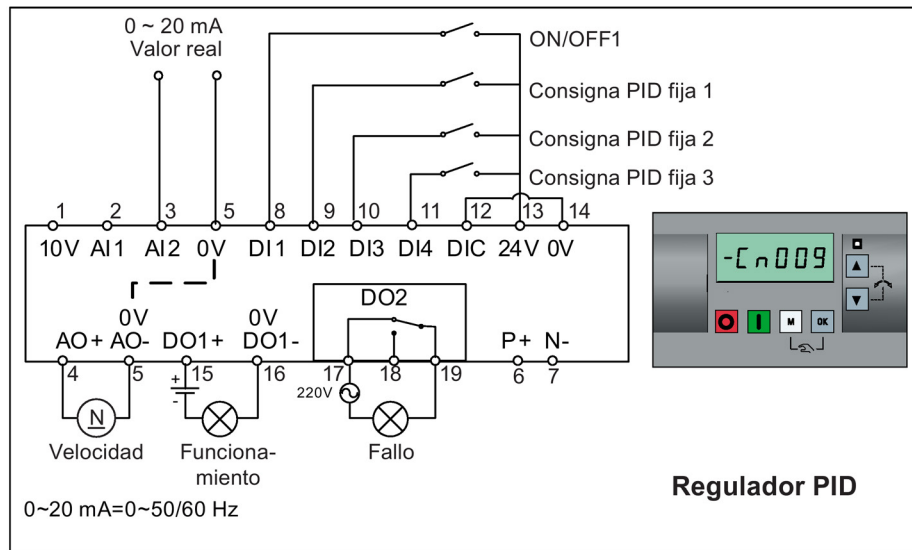 0 ~ 20 mA
Valor real
ON/OFF1
Consigna PID fija 1
Consigna PID fija 2
Consigna PID fija 3
1 2 3 5 8 9 10 11 12 13 14
10V AI1 AI2 0V DI1 DI2 DI3 DI4 DIC 24V 0V
-Cn009
M OK
DO2
0V 0V
AO+ AO- DO1+ DO1- P+ N-
4 5 15 16 17 18 19 6 7
+
-
220V
N
Velocidad
Funciona-
miento
Fallo
Regulador PID
0~20 mA=0~50/60 Hz